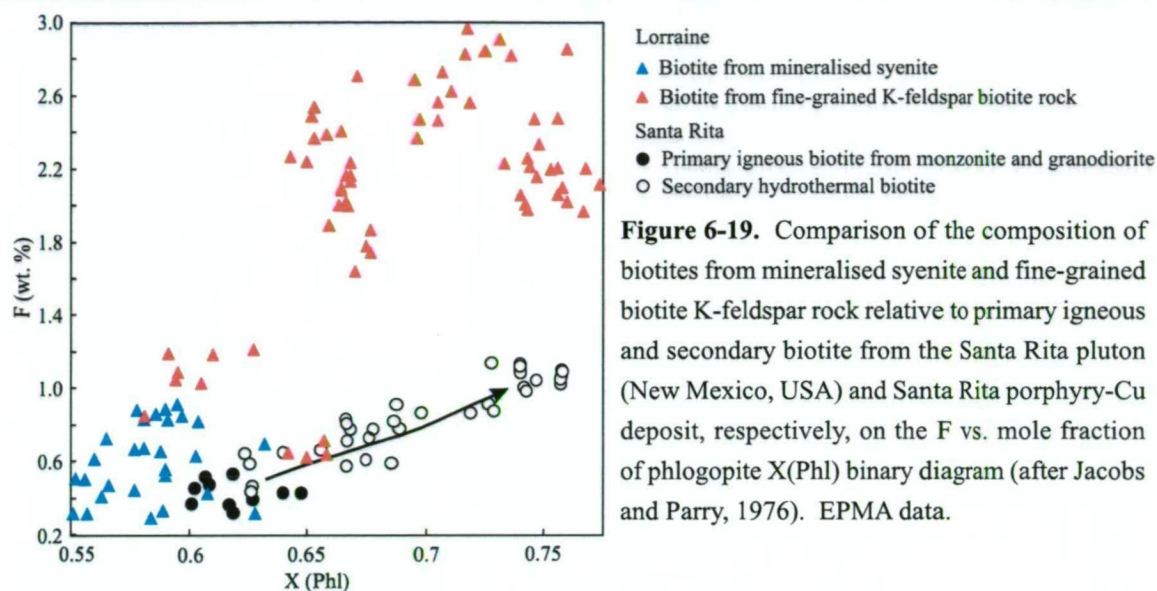 3.0
2.6
2.2
1.8
1.4
1.0
0.6
0.2
F (wt. %)
0.55
0.6
0.65
0.7
0.75
X (Phl)
Lorraine
Biotite from mineralised syenite
Biotite from fine-grained K-feldspar biotite rock
Santa Rita
Primary igneous biotite from monzonite and granodiorite
Secondary hydrothermal biotite
Figure 6-19. Comparison of the composition of
biotites from mineralised syenite and fine-grained
biotite K-feldspar rock relative to primary igneous
and secondary biotite from the Santa Rita pluton
(New Mexico, USA) and Santa Rita porphyry-Cu
deposit, respectively, on the F vs. mole fraction
of phlogopite X(Phl) binary diagram (after Jacobs
and Parry, 1976). EPMA data.